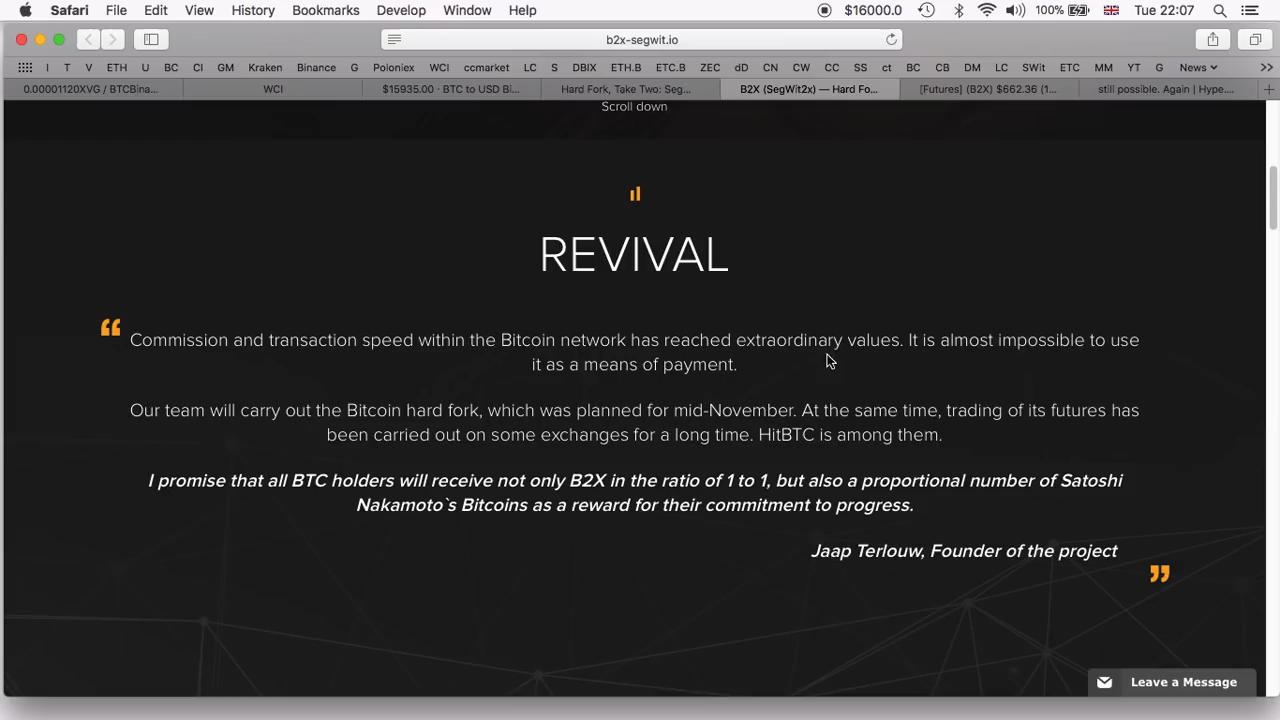 Safari File Edit View History Bookmarks Develop Window Help $16000.0 100% Tue 22:07
b2x-segwit.io
I T V ETH U BC CI GM Kraken Binance G Poloniex WCI ccmarket LC S DBIX ETH.B ETC.B ZEC dD CN CW CC SS ct BC CB DM LC SWit ETC MM YT G News >>
0.00001120XVG / BTCBina... WCI $15935.00 · BTC to USD Bi... Hard Fork, Take Two: Seg... B2X (SegWit2x) — Hard Fo... [Futures] (B2X) $662.36 (1... still possible. Again | Hype....
Scroll down
REVIVAL
“ Commission and transaction speed within the Bitcoin network has reached extraordinary values. It is almost impossible to use
it as a means of payment.
Our team will carry out the Bitcoin hard fork, which was planned for mid-November. At the same time, trading of its futures has
been carried out on some exchanges for a long time. HitBTC is among them.
I promise that all BTC holders will receive not only B2X in the ratio of 1 to 1, but also a proportional number of Satoshi
Nakamoto`s Bitcoins as a reward for their commitment to progress.
Jaap Terlouw, Founder of the project
”
Leave a Message